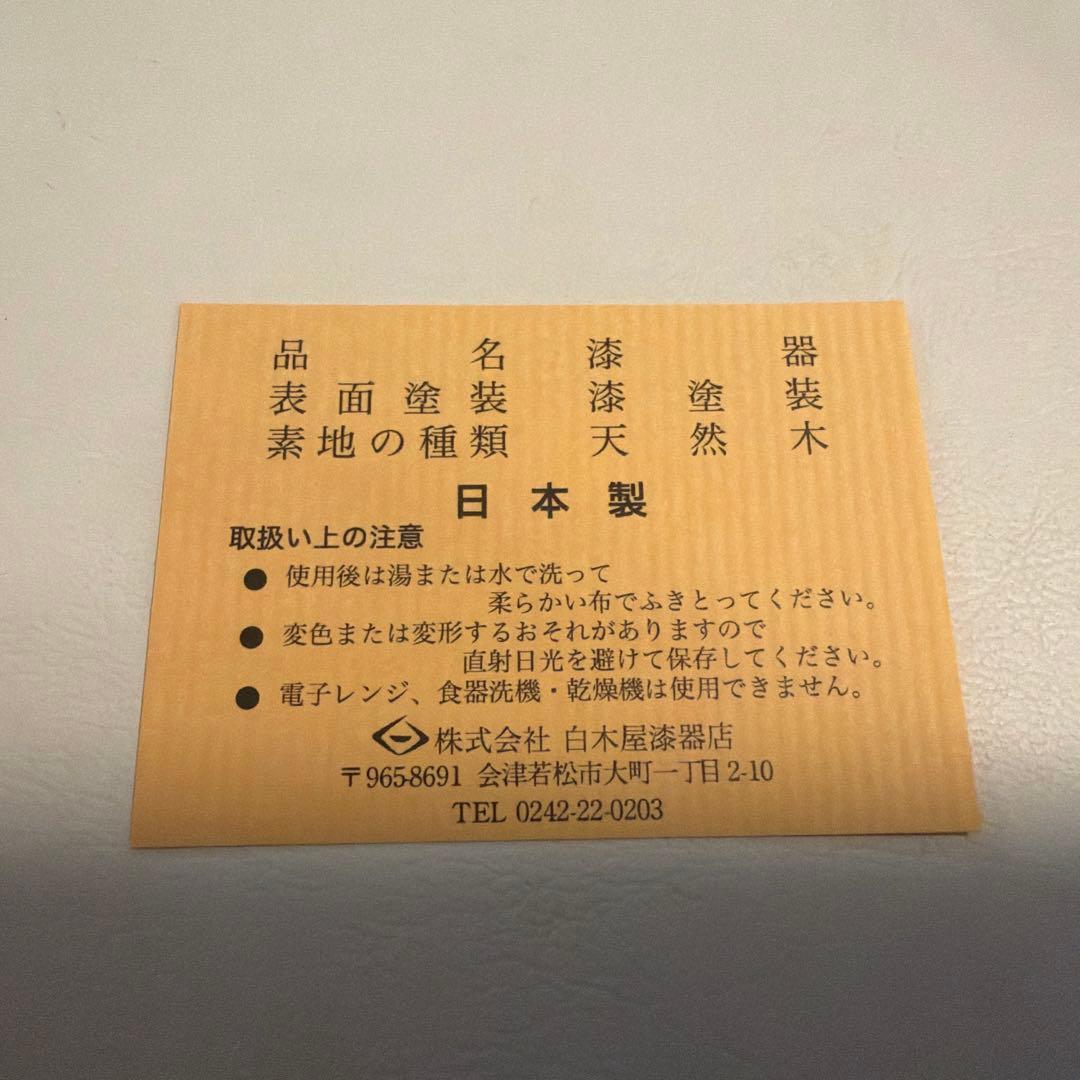 品名 漆器
表面塗装 漆塗装
素地の種類 天然木
日本製
取扱い上の注意
● 使用後は湯または水で洗って
柔らかい布でふきとってください。
● 変色または変形するおそれがありますので
直射日光を避けて保存してください。
● 電子レンジ、食器洗機・乾燥機は使用できません。
株式会社 白木屋漆器店
〒965-8691 会津若松市大町一丁目2-10
TEL 0242-22-0203